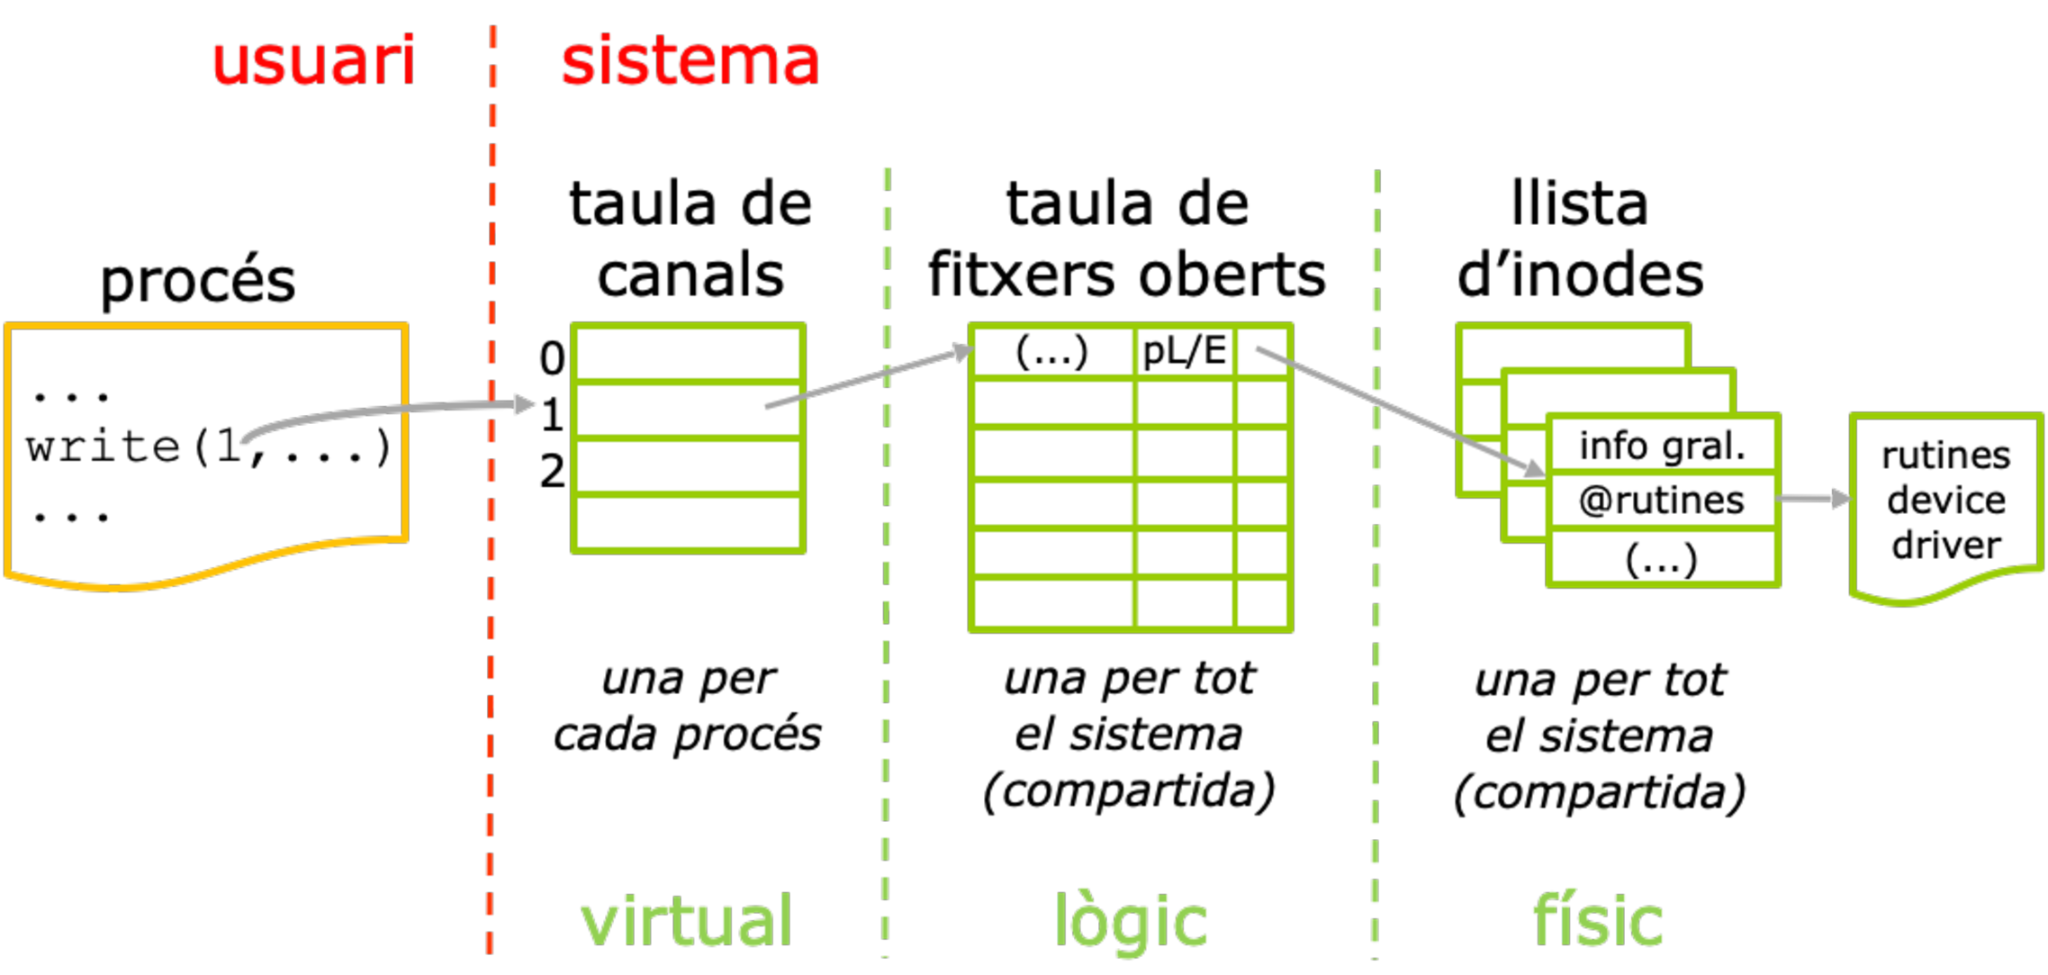 usuari
sistema
procés
...
write(1,...)
...
taula de
canals
0
1
2
una per
cada procés
virtual
taula de
fitxers oberts
(...) pL/E
una per tot
el sistema
(compartida)
lògic
llista
d’inodes
info gral.
@rutines
(...)
rutines
device
driver
una per tot
el sistema
(compartida)
físic